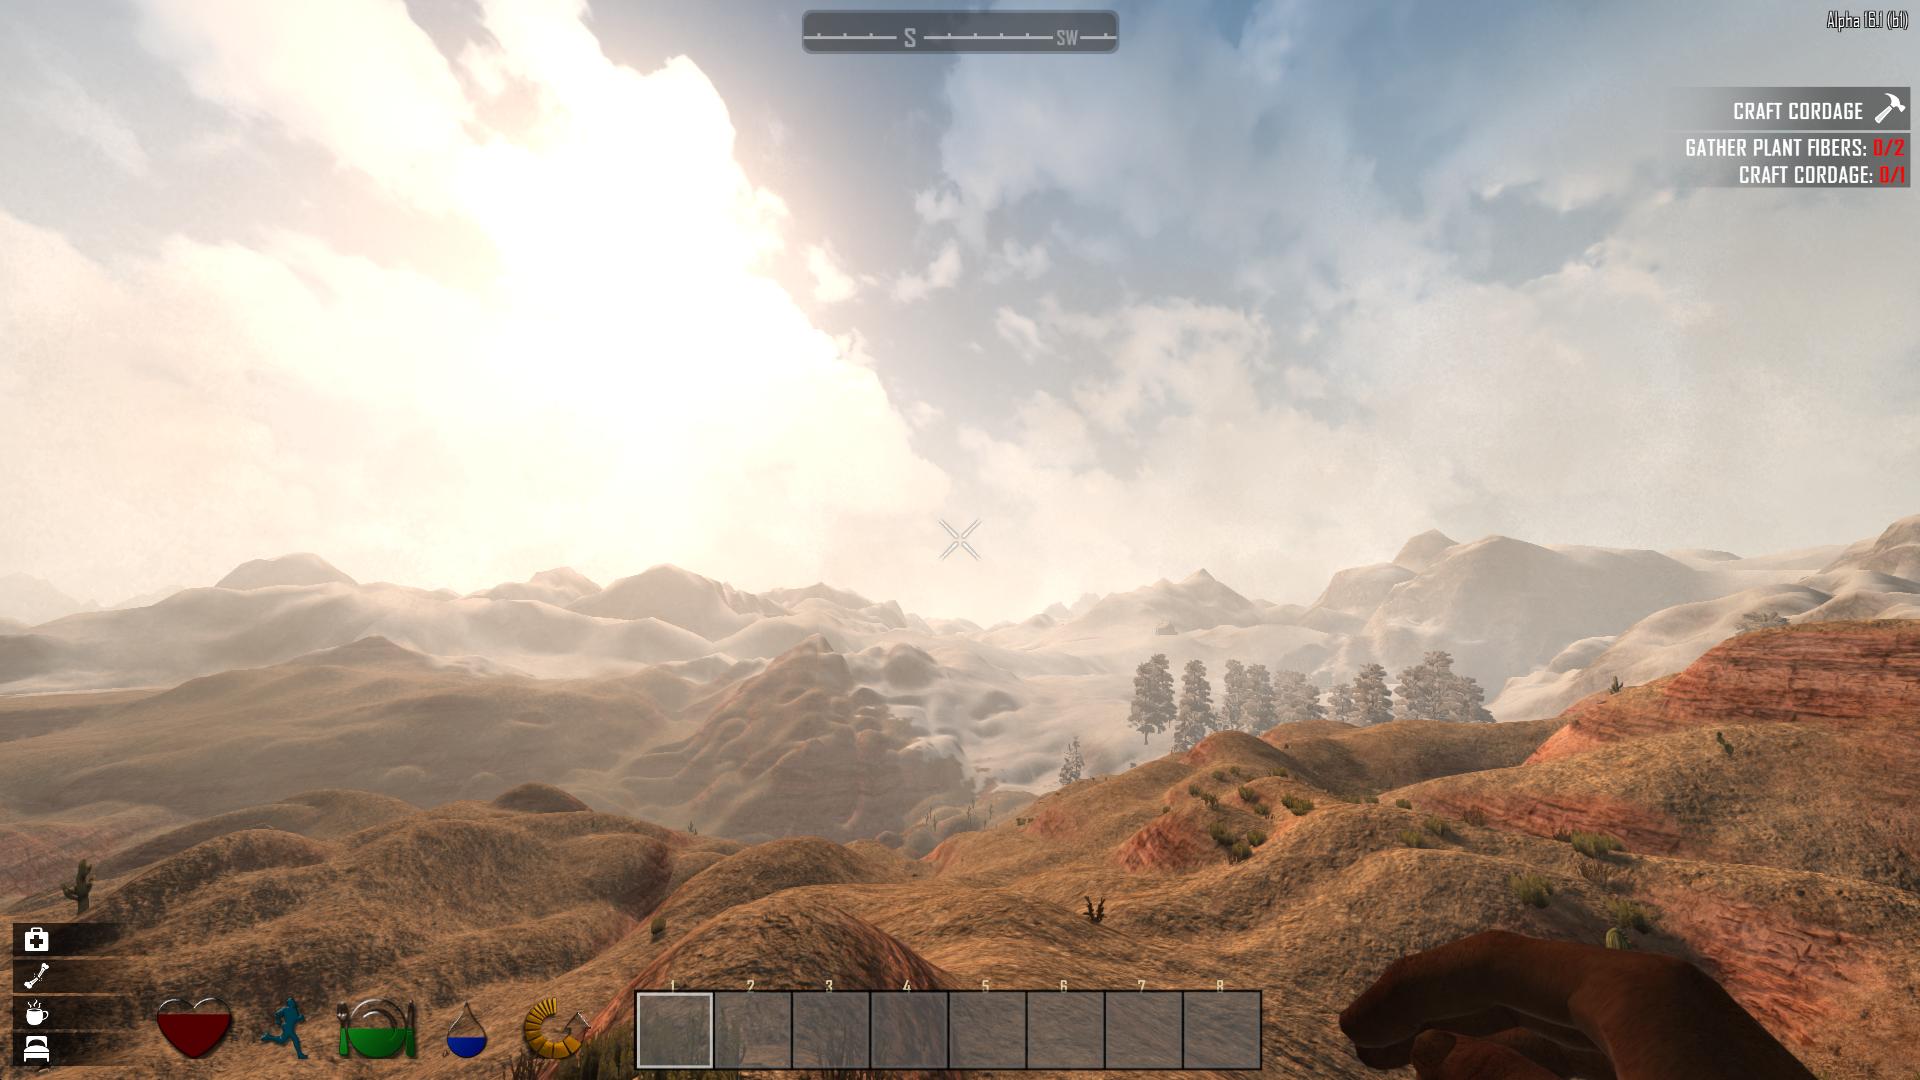 S SW
Alpha 16.1 (b1)
CRAFT CORDAGE
GATHER PLANT FIBERS: 0/2
CRAFT CORDAGE: 0/1
1 2 3 4 5 6 7 8